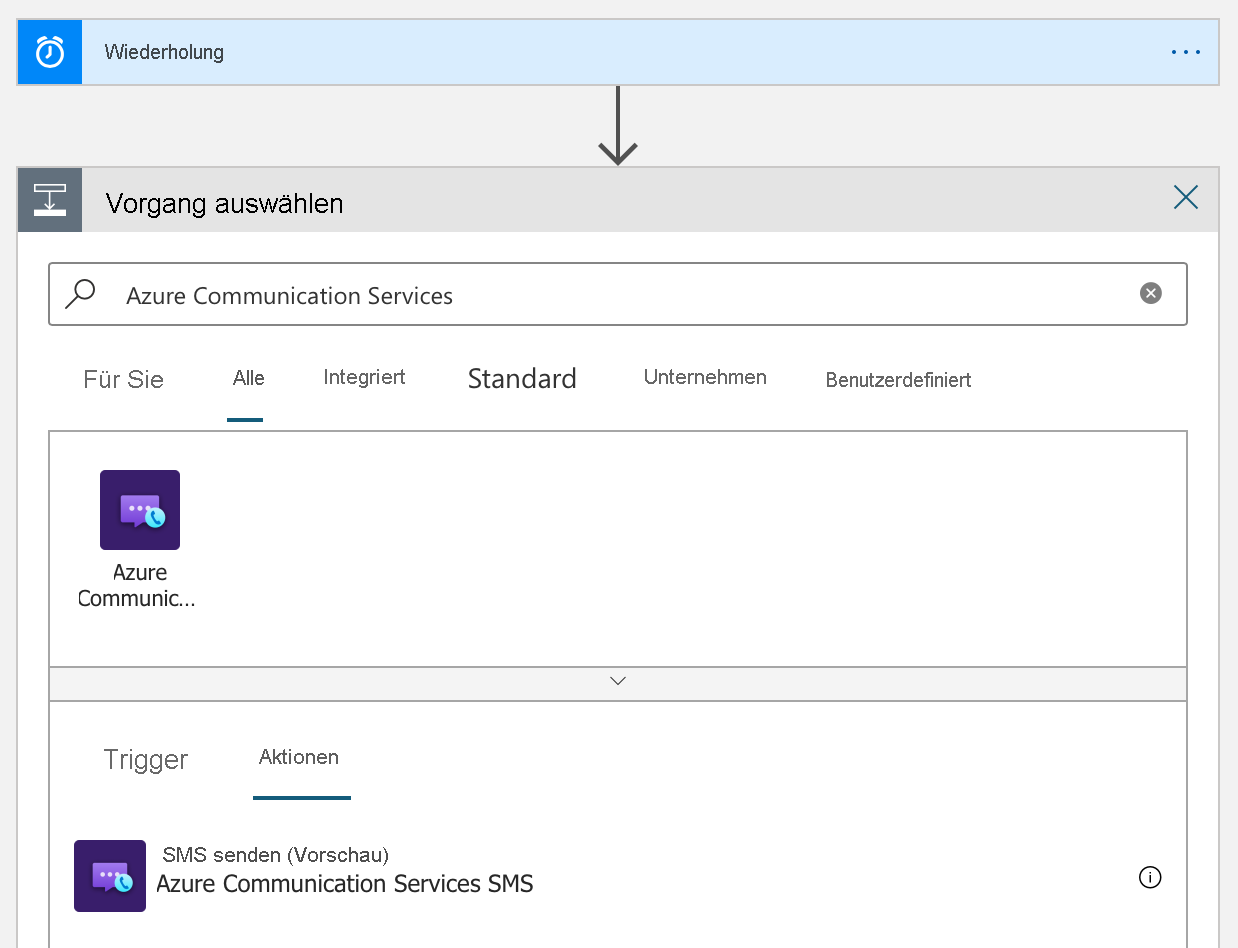 Wiederholung
Vorgang auswählen
Azure Communication Services
Für Sie Alle Integriert Standard Unternehmen Benutzerdefiniert
Azure
Communic...
Trigger Aktionen
SMS senden (Vorschau)
Azure Communication Services SMS